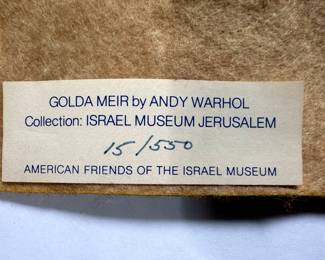 GOLDA MEIR by ANDY WARHOL
Collection: ISRAEL MUSEUM JERUSALEM
15/550
AMERICAN FRIENDS OF THE ISRAEL MUSEUM